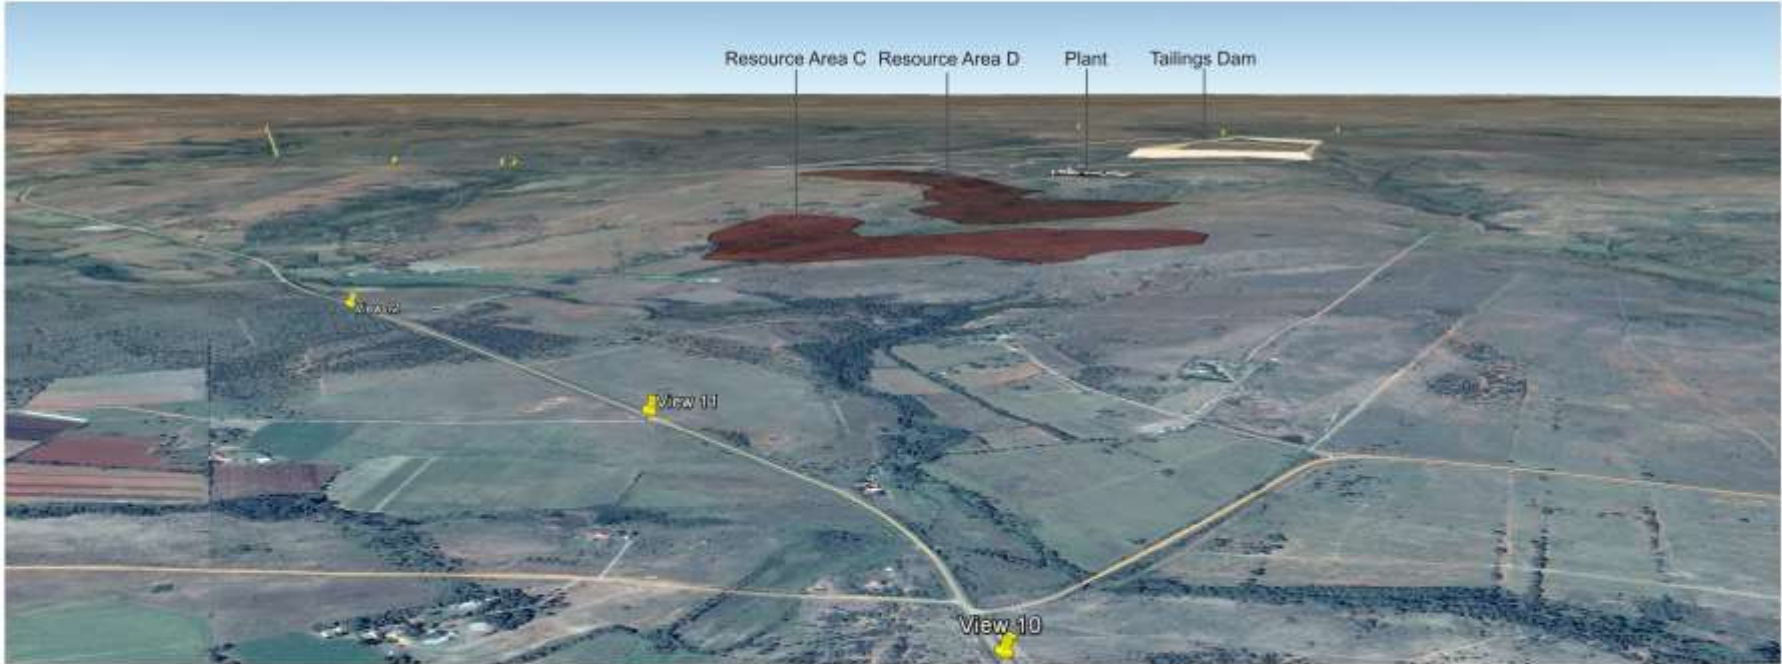 Resource Area C Resource Area D Plant Tailings Dam
View 11
View 10